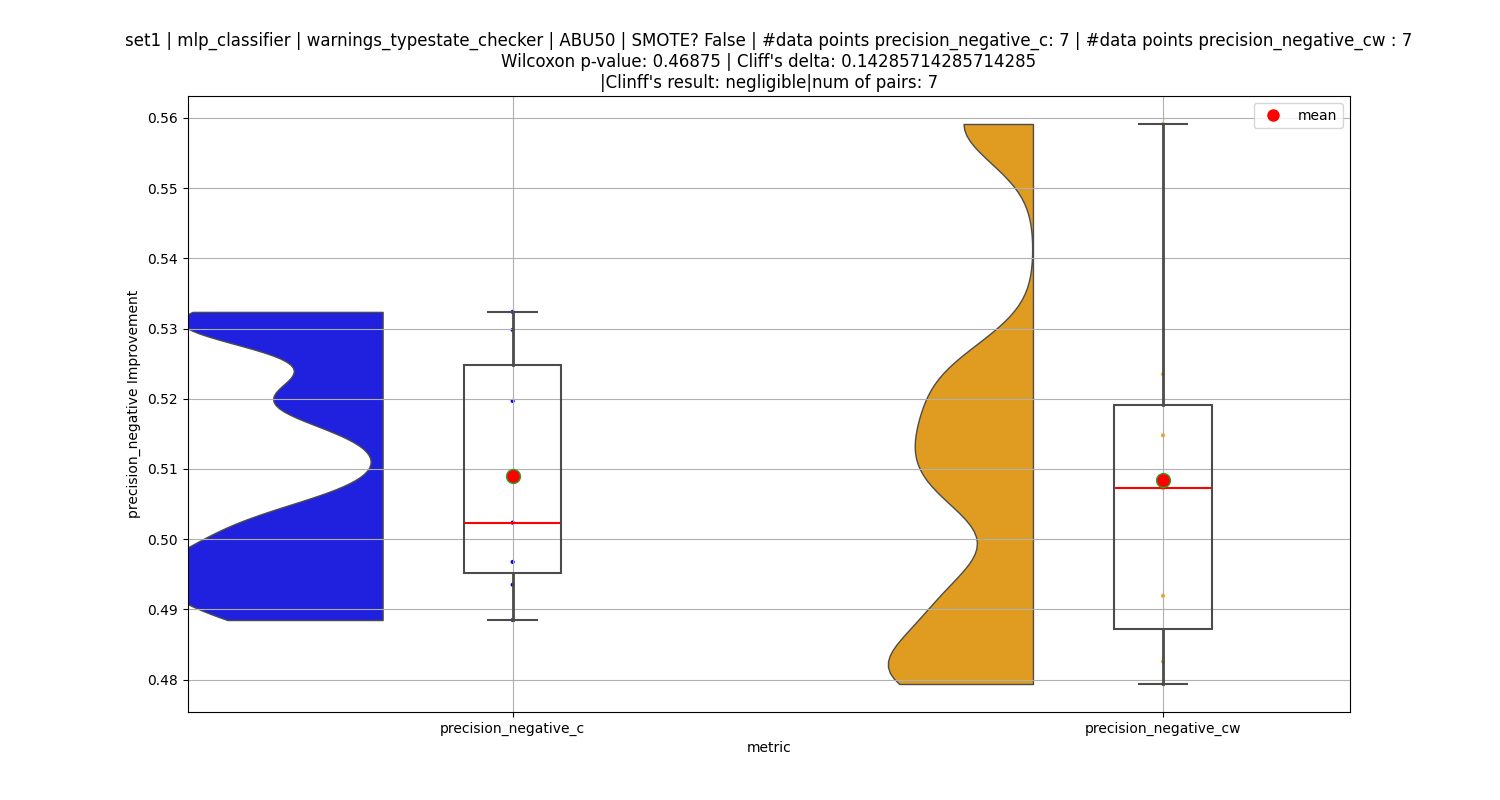 set1 | mlp_classifier | warnings_typestate_checker | ABU50 | SMOTE? False | #data points precision_negative_c: 7 | #data points precision_negative_cw : 7
Wilcoxon p-value: 0.46875 | Cliff's delta: 0.14285714285714285
|Clinff's result: negligible|num of pairs: 7
mean
0.56
0.55
0.54
0.53
0.52
0.51
0.50
0.49
0.48
precision_negative Improvement
precision_negative_c
precision_negative_cw
metric